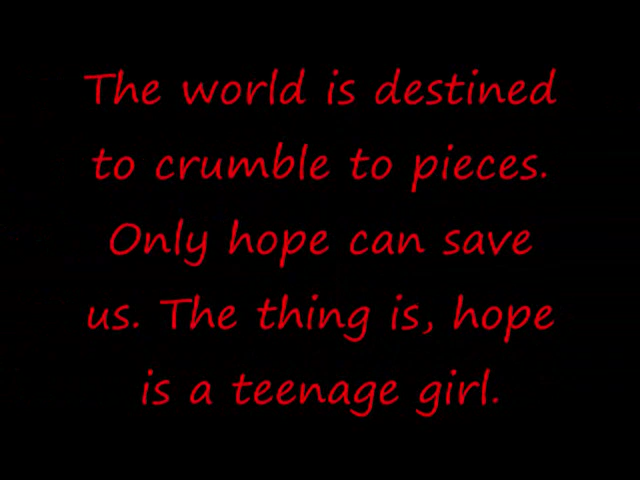 The world is destined
to crumble to pieces.
Only hope can save
us. The thing is, hope
is a teenage girl.